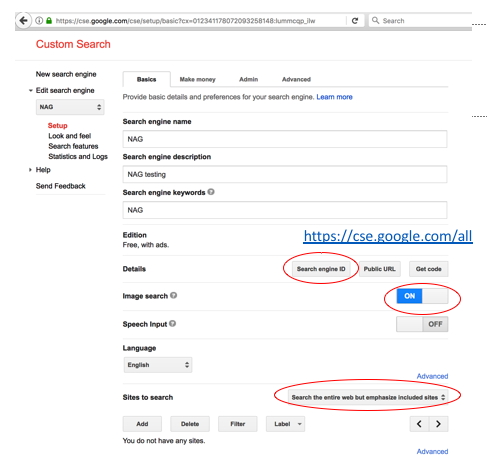 https://cse.google.com/cse/setup/basic?cx=012341178072093258148:lummcqp_ilw
Search
Custom Search
New search engine
Edit search engine
NAG
Setup
Look and feel
Search features
Statistics and Logs
Help
Send Feedback
Basics Make money Admin Advanced
Provide basic details and preferences for your search engine. Learn more
Search engine name
NAG
Search engine description
NAG testing
Search engine keywords
NAG
Edition
Free, with ads.
https://cse.google.com/all
Details Search engine ID Public URL Get code
Image search ON
Speech Input OFF
Language
English
Advanced
Sites to search Search the entire web but emphasize included sites
Add Delete Filter Label
You do not have any sites.
Advanced